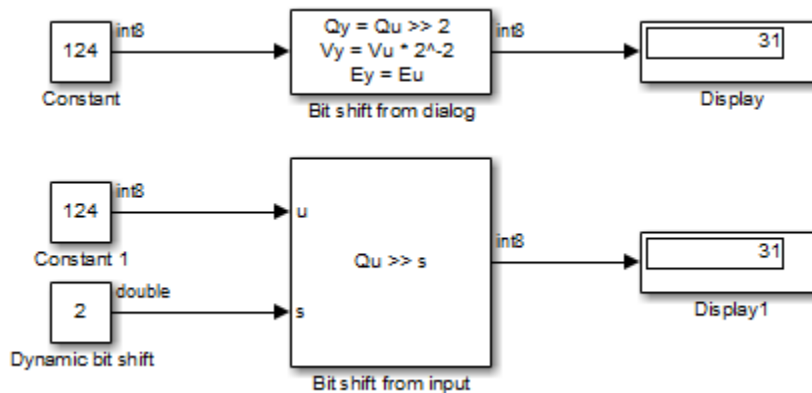 int8
124
Constant
Qy = Qu >> 2
Vy = Vu * 2^-2
Ey = Eu
Bit shift from dialog
int8
31
Display
int8
124
Constant 1
double
2
Dynamic bit shift
u
s
Qu >> s
Bit shift from input
int8
31
Display1